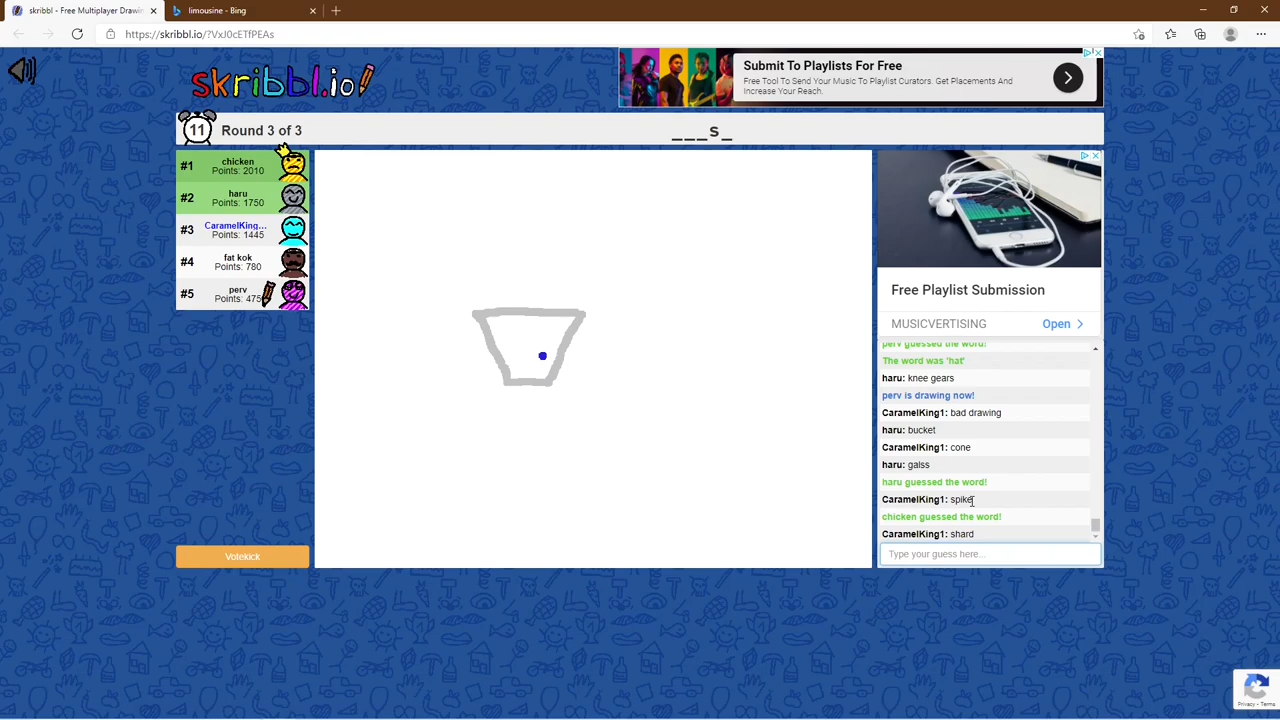 skribbl - Free Multiplayer Drawin
limousine - Bing
https://skribbl.io/?VxJ0cETfPEAs
skribbl.io
Submit To Playlists For Free
Free Tool To Send Your Music To Playlist Curators. Get Placements And
Increase Your Reach.
11
Round 3 of 3
_ _ _ s _
#1
chicken
Points: 2010
#2
haru
Points: 1750
#3
CaramelKing...
Points: 1445
#4
fat kok
Points: 780
#5
perv
Points: 475
Votekick
Free Playlist Submission
MUSICVERTISING
Open
perv guessed the word!
The word was 'hat'
haru: knee gears
perv is drawing now!
CaramelKing1: bad drawing
haru: bucket
CaramelKing1: cone
haru: galss
haru guessed the word!
CaramelKing1: spike
chicken guessed the word!
CaramelKing1: shard
Type your guess here...
Privacy - Terms